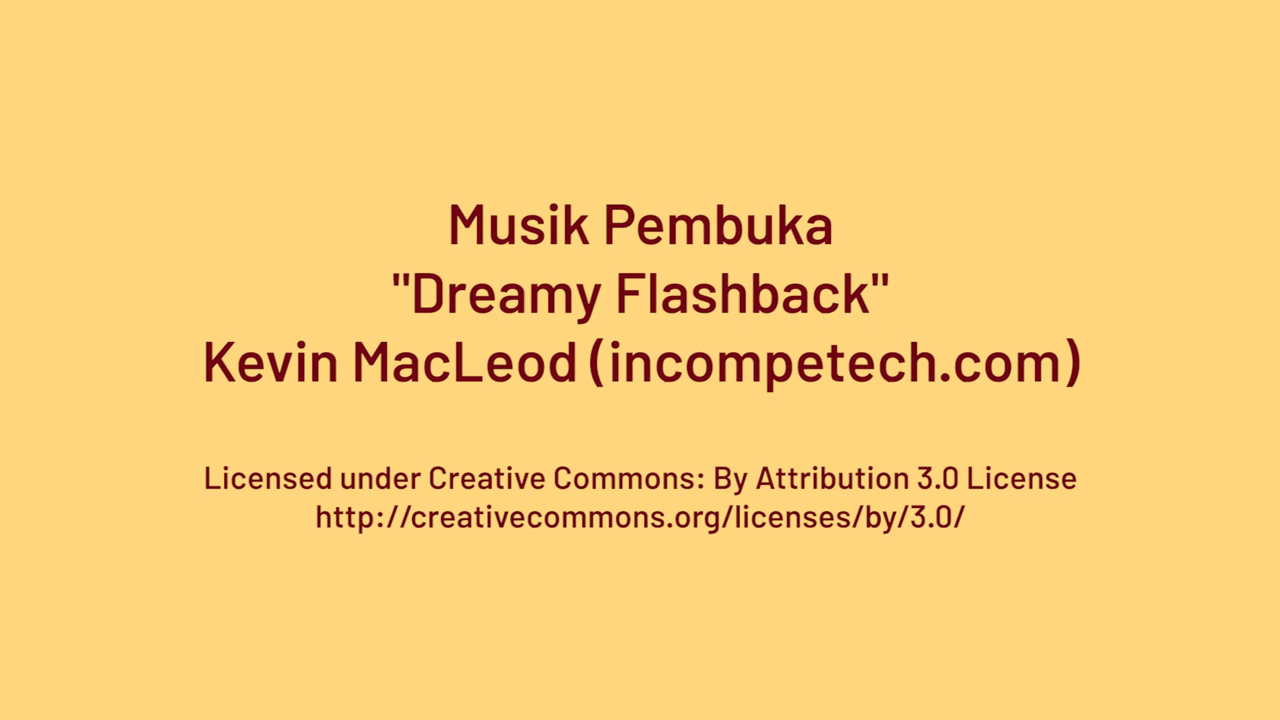 Musik Pembuka
"Dreamy Flashback"
Kevin MacLeod (incompetech.com)
Licensed under Creative Commons: By Attribution 3.0 License
http://creativecommons.org/licenses/by/3.0/